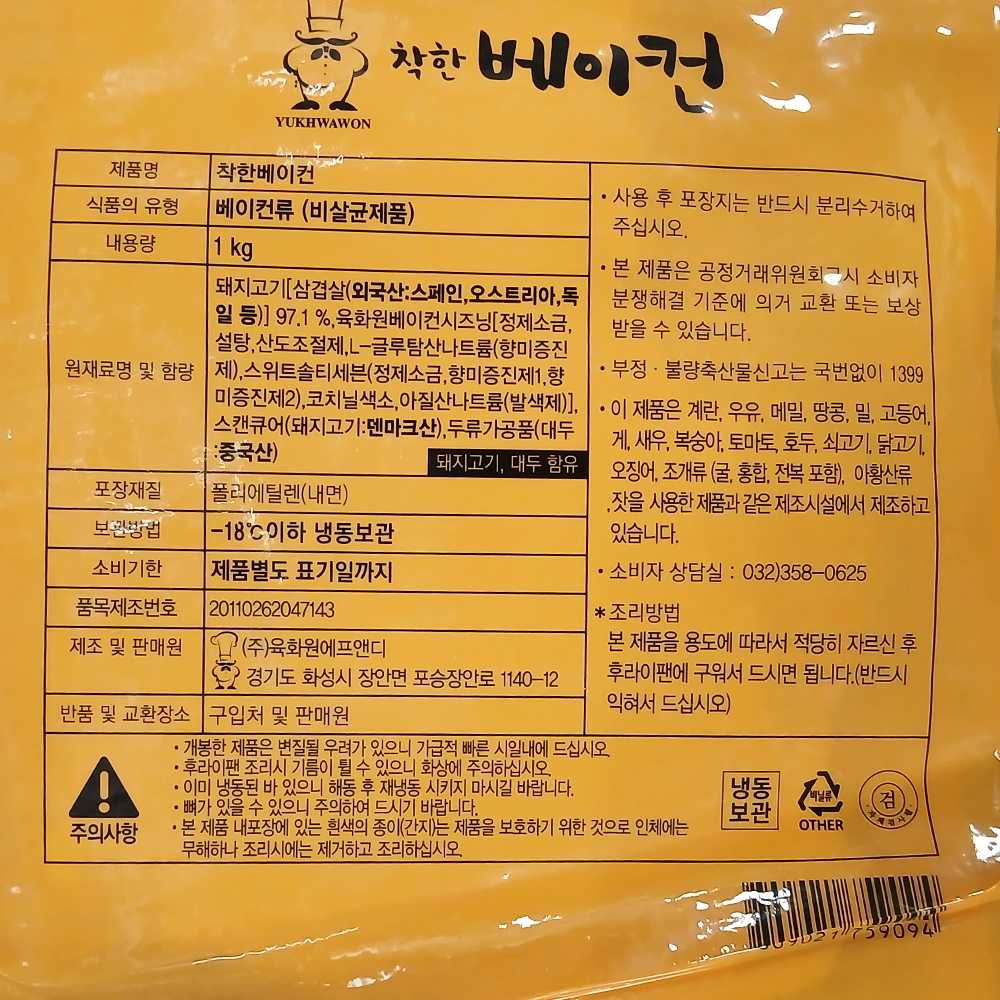 착한 베이컨
YUKHWAWON
제품명 착한베이컨
식품의 유형 베이컨류 (비살균제품)
내용량 1 kg
원재료명 및 함량
돼지고기[삼겹살(외국산:스페인,오스트리아,독
일 등)] 97.1 %,육화원베이컨시즈닝[정제소금,
설탕,산도조절제,L-글루탐산나트륨(향미증진
제),스위트솔티세븐(정제소금,향미증진제1,향
미증진제2),코치닐색소,아질산나트륨(발색제)],
스캔큐어(돼지고기:덴마크산),두류가공품(대두
:중국산)
돼지고기, 대두 함유
포장재질 폴리에틸렌(내면)
보관방법 -18℃이하 냉동보관
소비기한 제품별도 표기일까지
품목제조번호 20110262047143
제조 및 판매원 (주)육화원에프앤디
경기도 화성시 장안면 포승장안로 1140-12
반품 및 교환장소 구입처 및 판매원
• 사용 후 포장지는 반드시 분리수거하여
주십시오.
• 본 제품은 공정거래위원회고시 소비자
분쟁해결 기준에 의거 교환 또는 보상
받을 수 있습니다.
• 부정 · 불량축산물신고는 국번없이 1399
• 이 제품은 계란, 우유, 메밀, 땅콩, 밀, 고등어,
게, 새우, 복숭아, 토마토, 호두, 쇠고기, 닭고기,
오징어, 조개류 (굴, 홍합, 전복 포함), 아황산류
,잣을 사용한 제품과 같은 제조시설에서 제조하고
있습니다.
• 소비자 상담실 : 032)358-0625
*조리방법
본 제품을 용도에 따라서 적당히 자르신 후
후라이팬에 구워서 드시면 됩니다.(반드시
익혀서 드십시오)
주의사항
• 개봉한 제품은 변질될 우려가 있으니 가급적 빠른 시일내에 드십시오.
• 후라이팬 조리시 기름이 튈 수 있으니 화상에 주의하십시오.
• 이미 냉동된 바 있으니 해동 후 재냉동 시키지 마시길 바랍니다.
• 뼈가 있을 수 있으니 주의하여 드시기 바랍니다.
• 본 제품 내포장에 있는 흰색의 종이(간지)는 제품을 보호하기 위한 것으로 인체에는
무해하나 조리시에는 제거하고 조리하십시오.
냉동
보관
비닐류
OTHER
검
759094